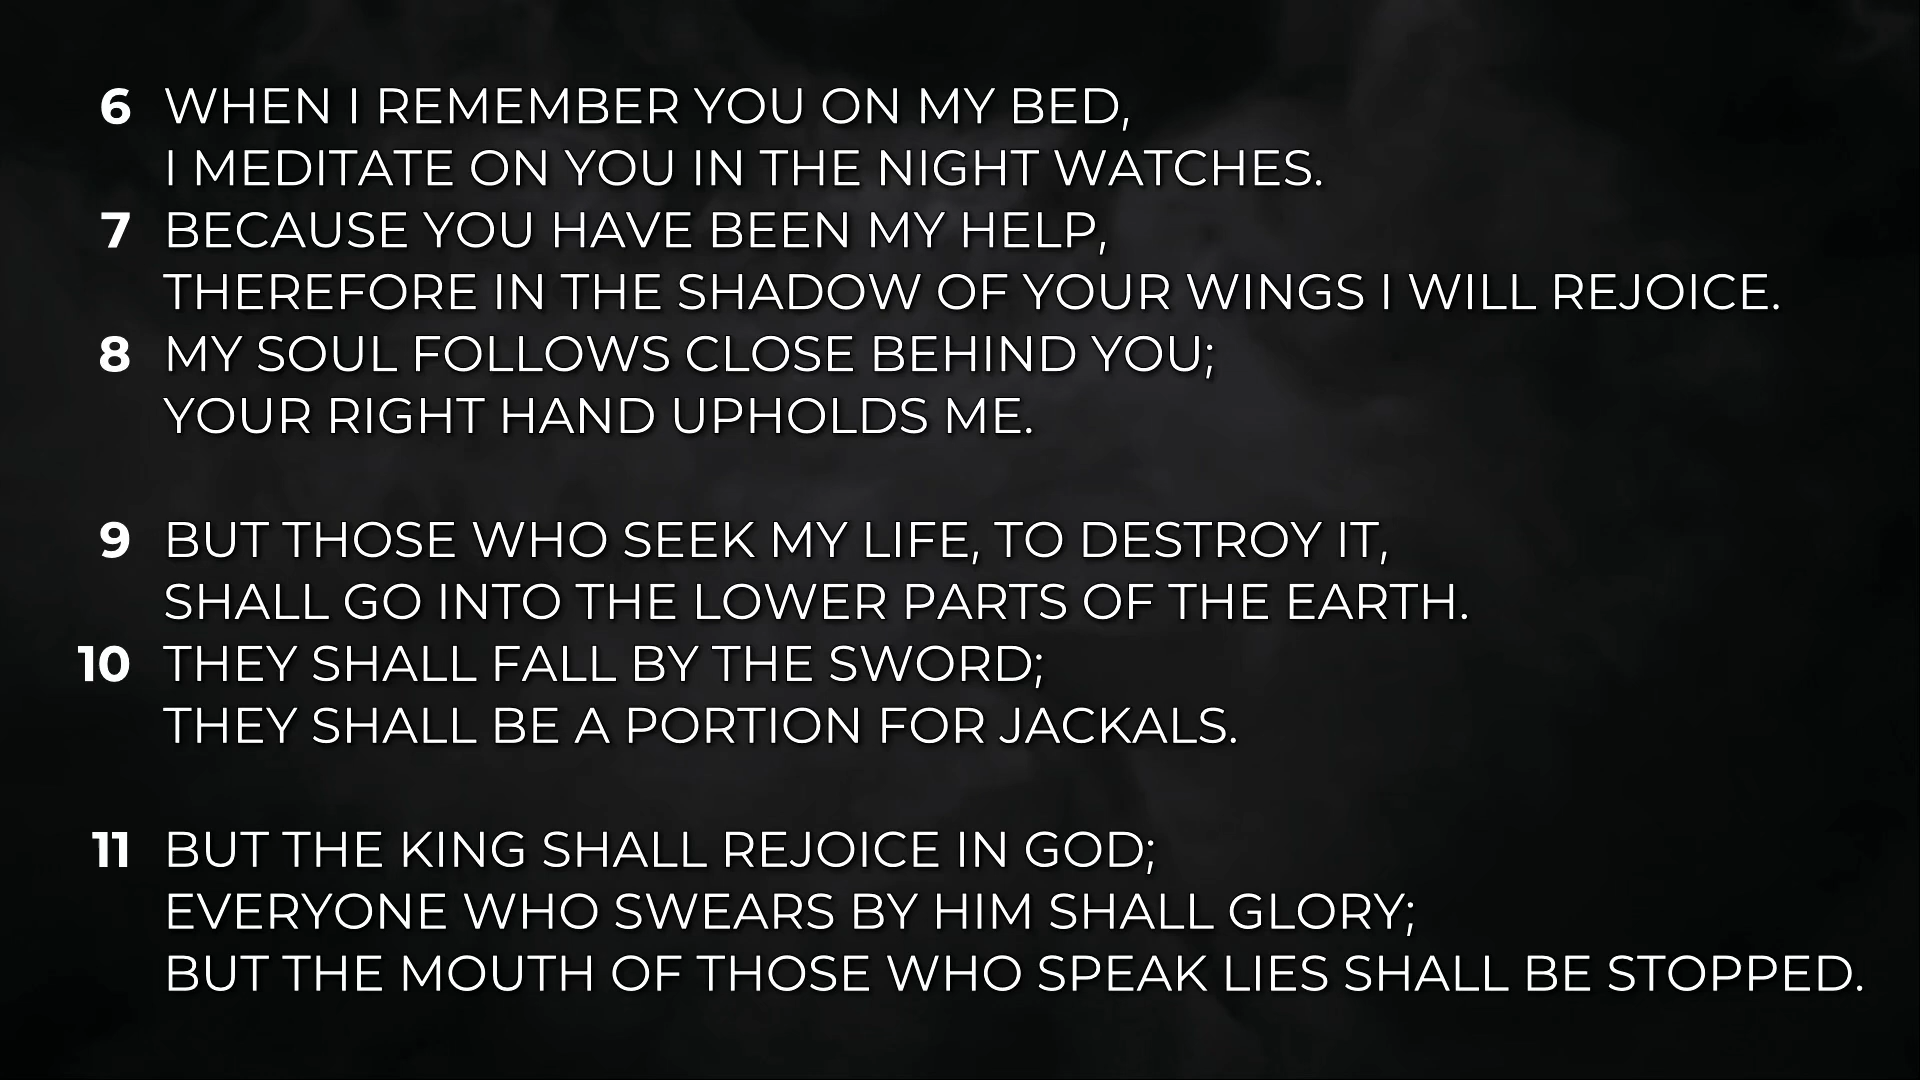 6 WHEN I REMEMBER YOU ON MY BED,
I MEDITATE ON YOU IN THE NIGHT WATCHES.
7 BECAUSE YOU HAVE BEEN MY HELP,
THEREFORE IN THE SHADOW OF YOUR WINGS I WILL REJOICE.
8 MY SOUL FOLLOWS CLOSE BEHIND YOU;
YOUR RIGHT HAND UPHOLDS ME.
9 BUT THOSE WHO SEEK MY LIFE, TO DESTROY IT,
SHALL GO INTO THE LOWER PARTS OF THE EARTH.
10 THEY SHALL FALL BY THE SWORD;
THEY SHALL BE A PORTION FOR JACKALS.
11 BUT THE KING SHALL REJOICE IN GOD;
EVERYONE WHO SWEARS BY HIM SHALL GLORY;
BUT THE MOUTH OF THOSE WHO SPEAK LIES SHALL BE STOPPED.